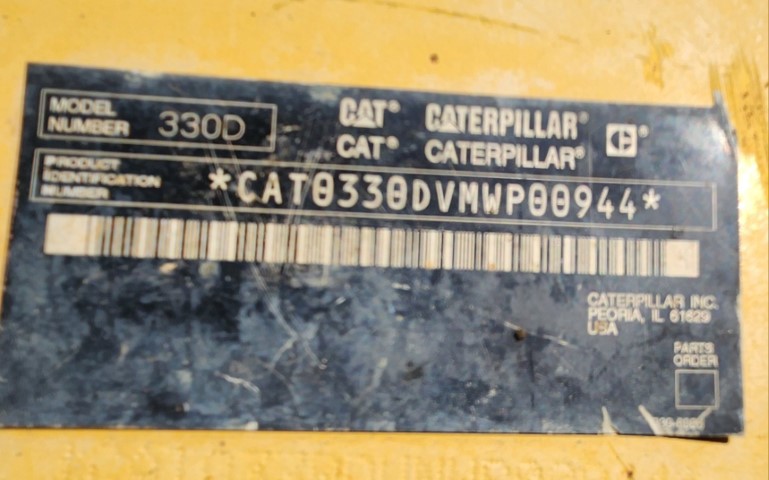 MODEL
NUMBER 330D
CAT® CATERPILLAR®
CAT® CATERPILLAR®
PRODUCT
IDENTIFICATION
NUMBER *CAT0330DVMWP00944*
CATERPILLAR INC.
PEORIA, IL 61629
USA
PARTS
ORDER